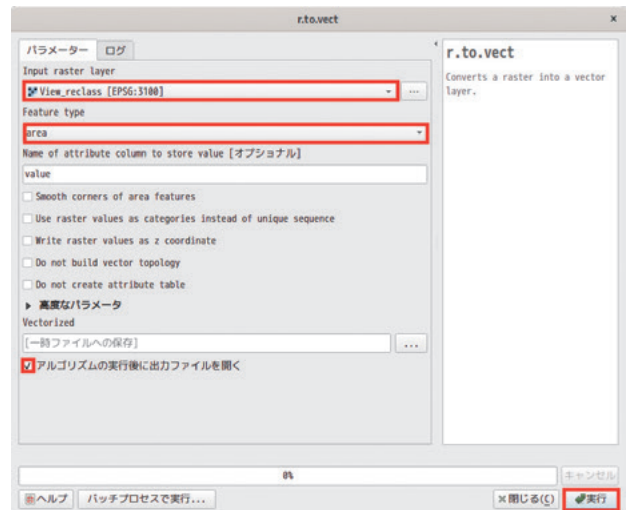 r.to.vect
×
パラメーター ログ
Input raster layer
View_reclass [EPSG:3100]
...
Feature type
area
Name of attribute column to store value [オプショナル]
value
Smooth corners of area features
Use raster values as categories instead of unique sequence
Write raster values as z coordinate
Do not build vector topology
Do not create attribute table
▶ 高度なパラメータ
Vectorized
[一時ファイルへの保存]
...
アルゴリズムの実行後に出力ファイルを開く
r.to.vect
Converts a raster into a vector
layer.
0%
キャンセル
ヘルプ バッチプロセスで実行... ×閉じる(C) 実行